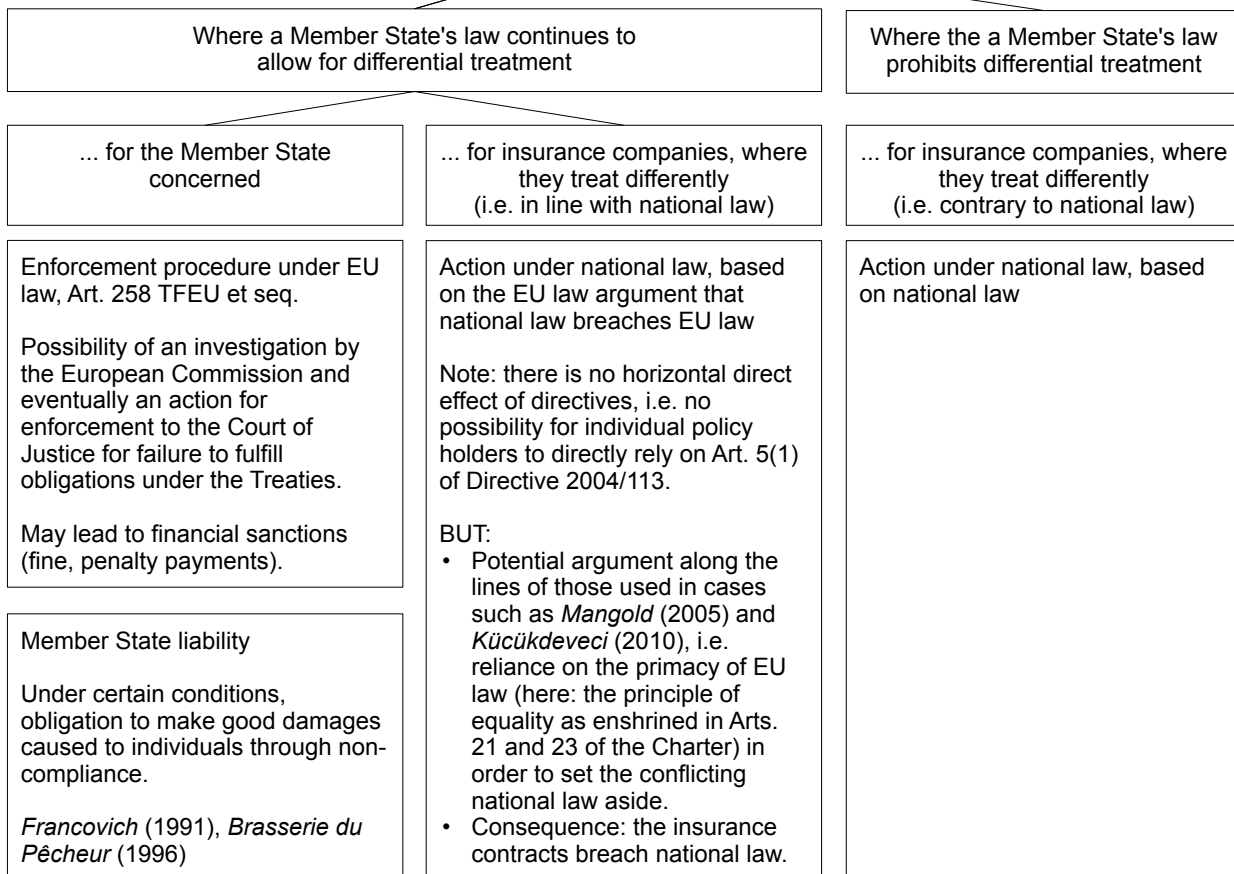 Where a Member State's law continues to
allow for differential treatment
Where the a Member State's law
prohibits differential treatment
... for the Member State
concerned
... for insurance companies, where
they treat differently
(i.e. in line with national law)
... for insurance companies, where
they treat differently
(i.e. contrary to national law)
Enforcement procedure under EU
law, Art. 258 TFEU et seq.
Possibility of an investigation by
the European Commission and
eventually an action for
enforcement to the Court of
Justice for failure to fulfill
obligations under the Treaties.
May lead to financial sanctions
(fine, penalty payments).
Member State liability
Under certain conditions,
obligation to make good damages
caused to individuals through non-
compliance.
Francovich (1991), Brasserie du
Pêcheur (1996)
Action under national law, based
on the EU law argument that
national law breaches EU law
Note: there is no horizontal direct
effect of directives, i.e. no
possibility for individual policy
holders to directly rely on Art. 5(1)
of Directive 2004/113.
BUT:
• Potential argument along the
lines of those used in cases
such as Mangold (2005) and
Kücükdeveci (2010), i.e.
reliance on the primacy of EU
law (here: the principle of
equality as enshrined in Arts.
21 and 23 of the Charter) in
order to set the conflicting
national law aside.
• Consequence: the insurance
contracts breach national law.
Action under national law, based
on national law